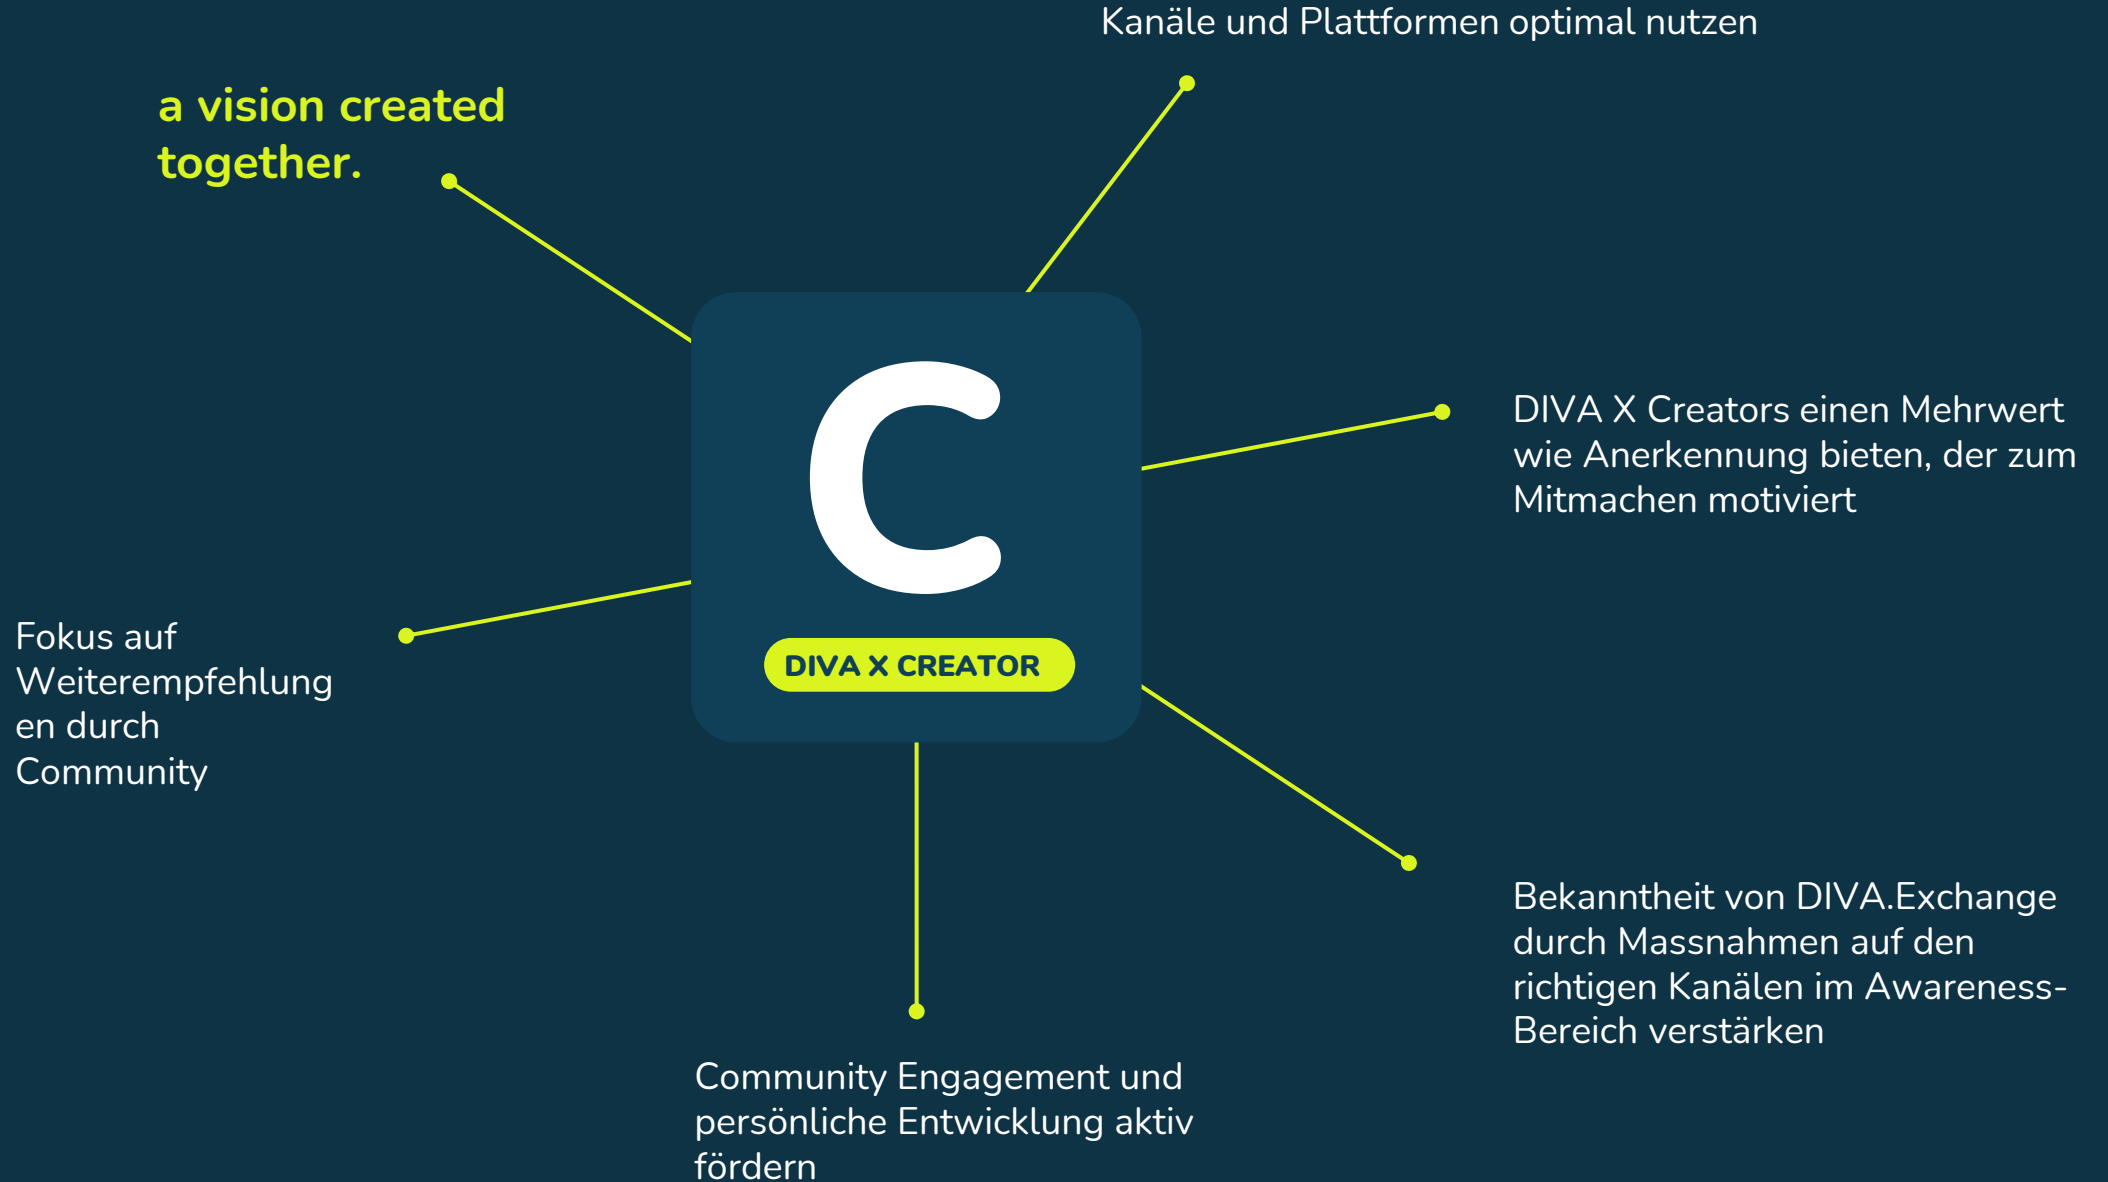 Kanäle und Plattformen optimal nutzen
a vision created
together.
C
DIVA X CREATOR
DIVA X Creators einen Mehrwert
wie Anerkennung bieten, der zum
Mitmachen motiviert
Fokus auf
Weiterempfehlung
en durch
Community
Bekanntheit von DIVA.Exchange
durch Massnahmen auf den
richtigen Kanälen im Awareness-
Bereich verstärken
Community Engagement und
persönliche Entwicklung aktiv
fördern